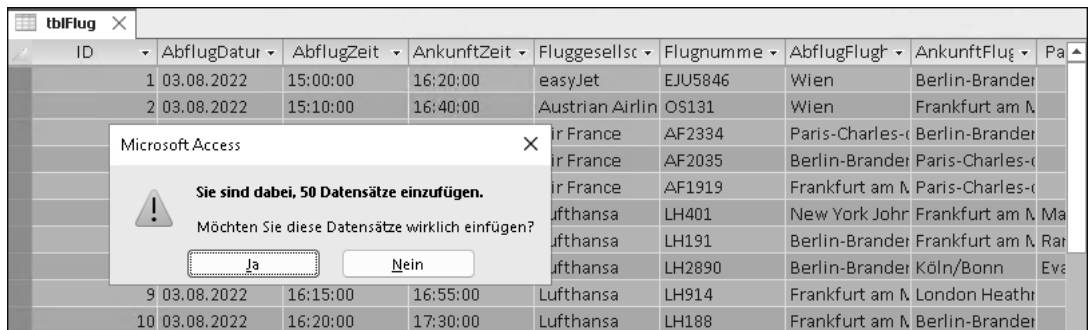 tblFlug
ID AbflugDatur AbflugZeit AnkunftZeit Fluggesellsc Flugnumme AbflugFlugh AnkunftFlug Pa
1 03.08.2022 15:00:00 16:20:00 easyJet EJU5846 Wien Berlin-Brander
2 03.08.2022 15:10:00 16:40:00 Austrian Airlin OS131 Wien Frankfurt am
ir France AF2334 Paris-Charles- Berlin-Brander
ir France AF2035 Berlin-Brander Paris-Charles-
ir France AF1919 Frankfurt am Paris-Charles-
ufthansa LH401 New York John Frankfurt am Ma
ufthansa LH191 Berlin-Brander Frankfurt am Ran
ufthansa LH2890 Berlin-Brander Köln/Bonn Eva
9 03.08.2022 16:15:00 16:55:00 Lufthansa LH914 Frankfurt am London Heathr
10 03.08.2022 16:20:00 17:30:00 Lufthansa LH188 Frankfurt am Berlin-Brander
Microsoft Access
Sie sind dabei, 50 Datensätze einzufügen.
Möchten Sie diese Datensätze wirklich einfügen?
Ja Nein